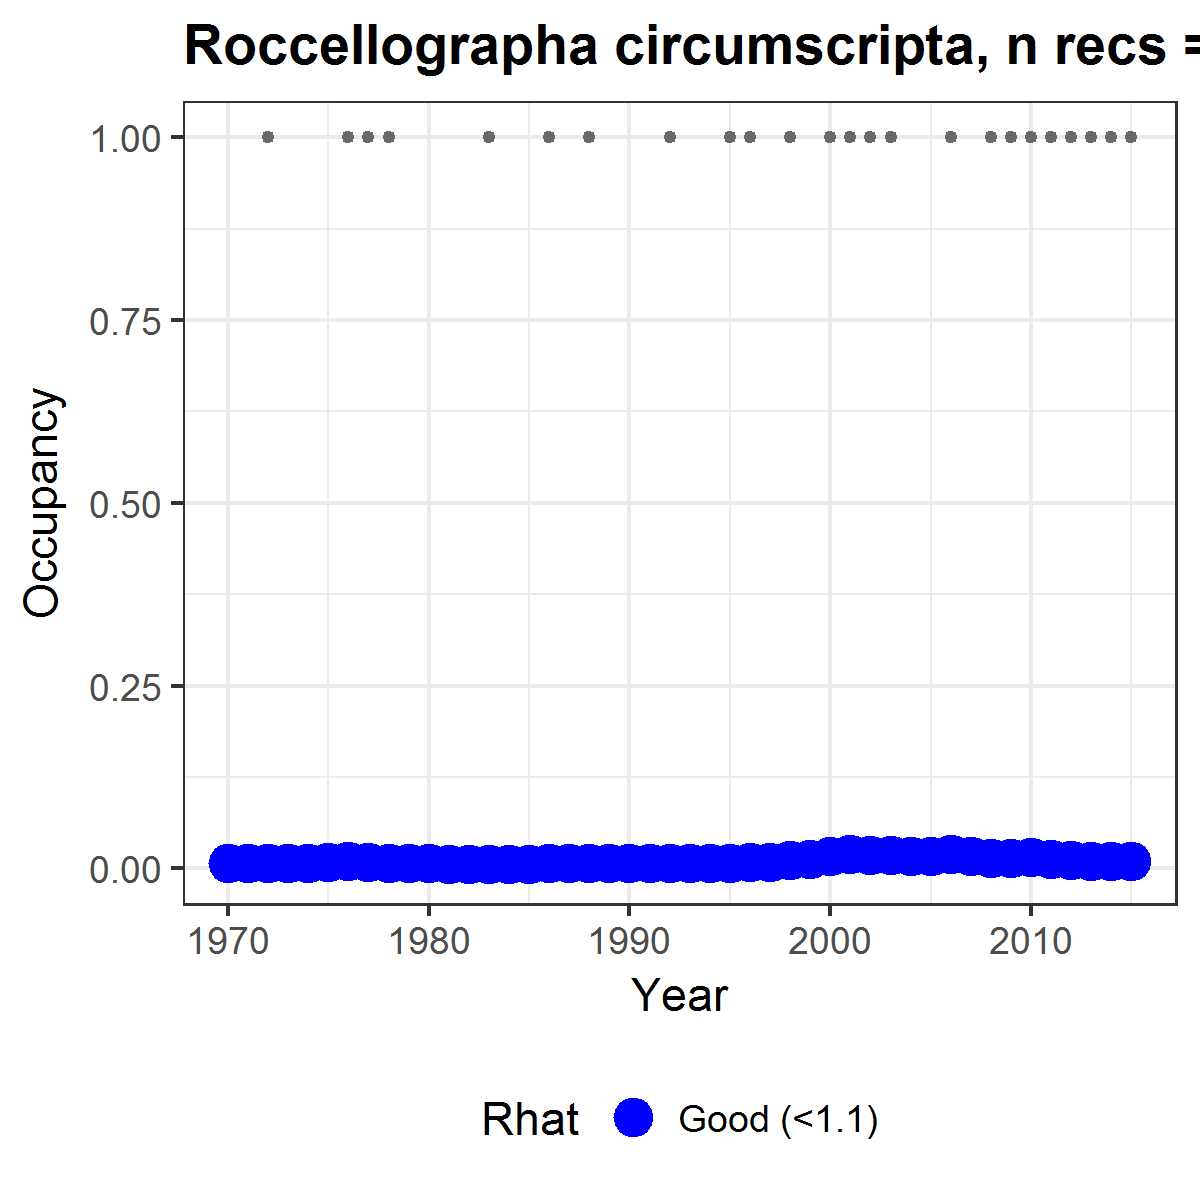 Roccellographa circumscripta, n recs =
1.00
0.75
0.50
0.25
0.00
Occupancy
1970 1980 1990 2000 2010
Year
Rhat Good (<1.1)